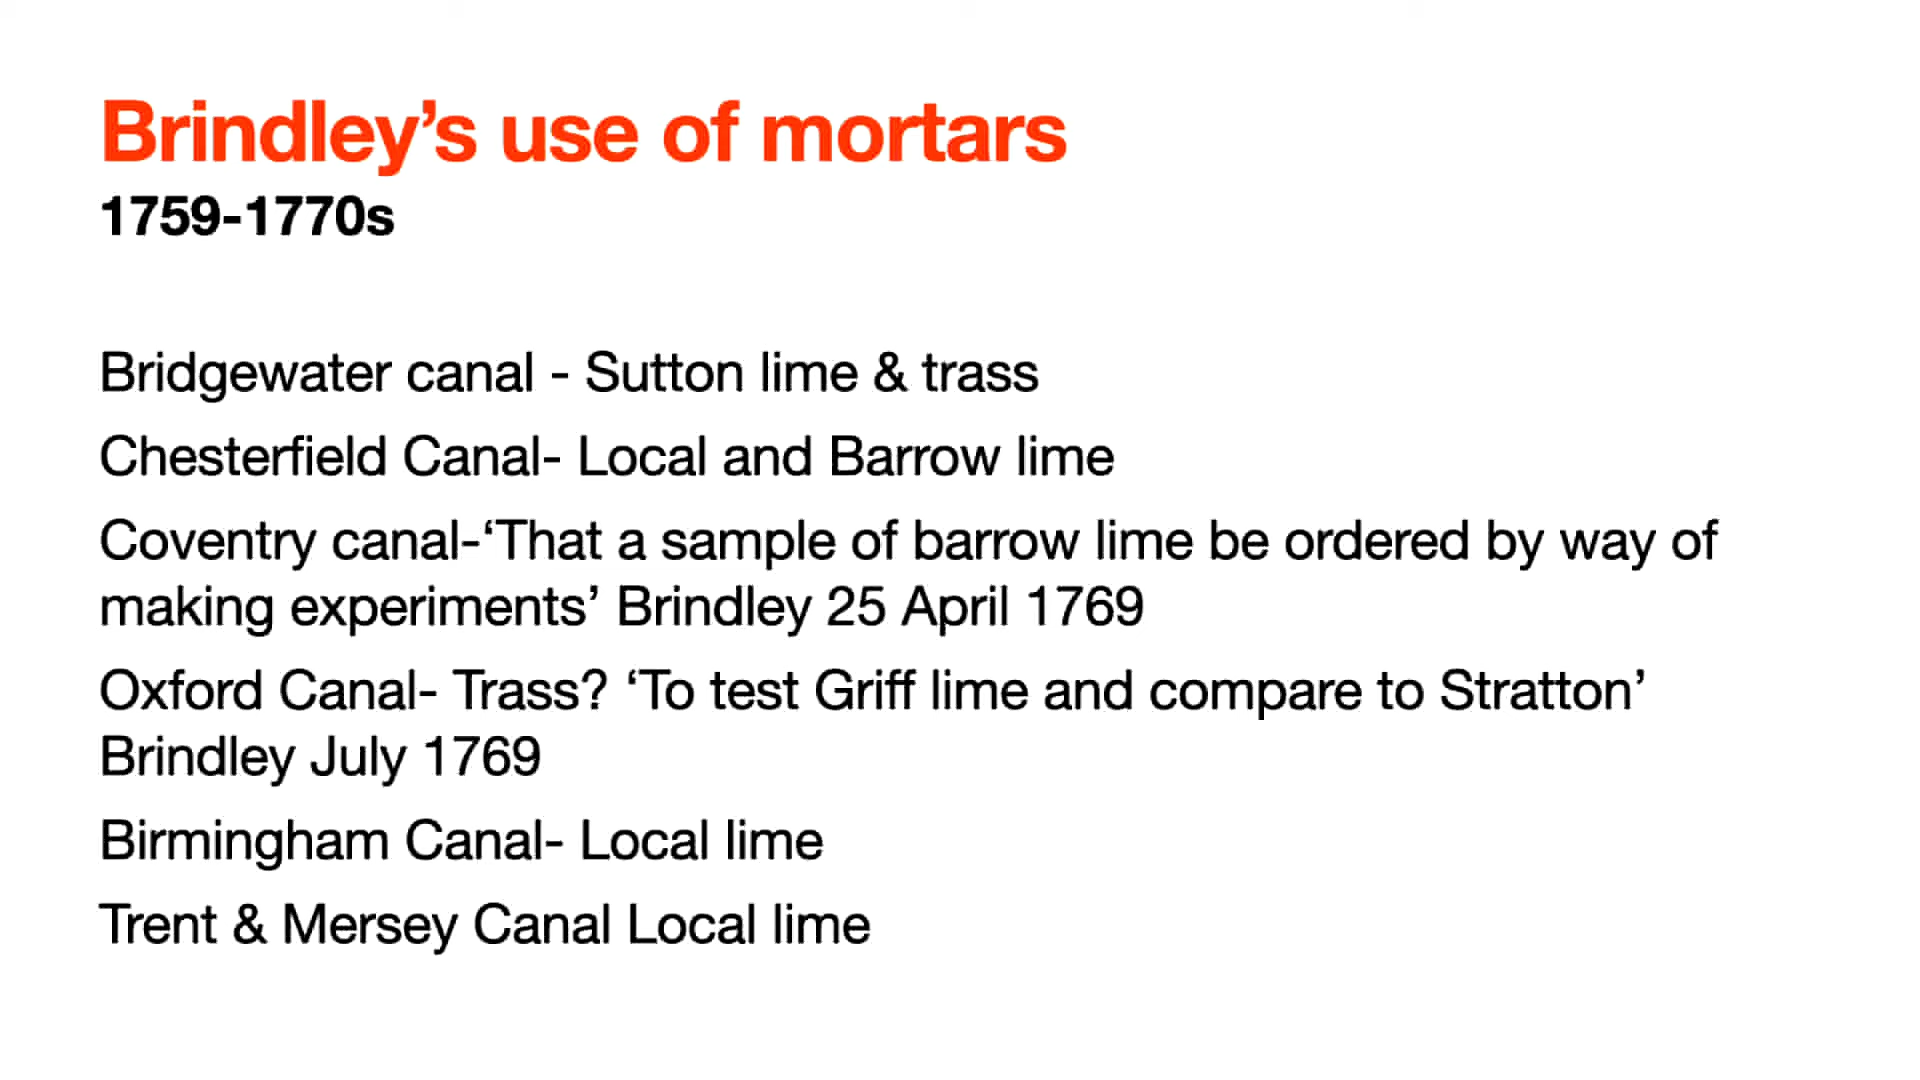 Brindley’s use of mortars
1759-1770s
Bridgewater canal - Sutton lime & trass
Chesterfield Canal- Local and Barrow lime
Coventry canal-‘That a sample of barrow lime be ordered by way of
making experiments’ Brindley 25 April 1769
Oxford Canal- Trass? ‘To test Griff lime and compare to Stratton’
Brindley July 1769
Birmingham Canal- Local lime
Trent & Mersey Canal Local lime